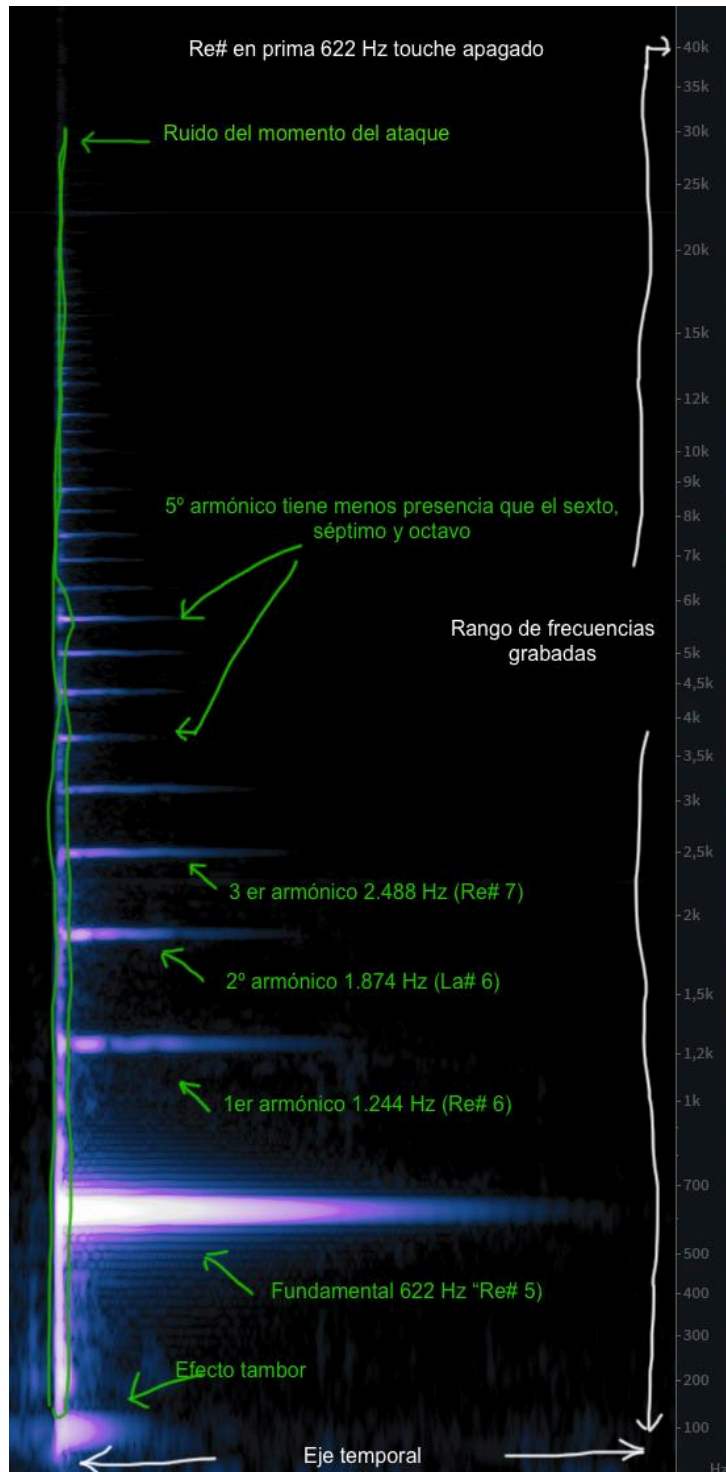 Re# en prima 622 Hz touche apagado
40k
35k
Ruido del momento del ataque
30k
25k
20k
15k
12k
10k
9k
5º armónico tiene menos presencia que el sexto,
séptimo y octavo
8k
7k
6k
Rango de frecuencias
grabadas
5k
4,5k
4k
3,5k
3k
2,5k
3 er armónico 2.488 Hz (Re# 7)
2k
2º armónico 1.874 Hz (La# 6)
1,5k
1,2k
1er armónico 1.244 Hz (Re# 6)
1k
700
500
Fundamental 622 Hz “Re# 5)
400
300
Efecto tambor
200
100
Eje temporal
Hz